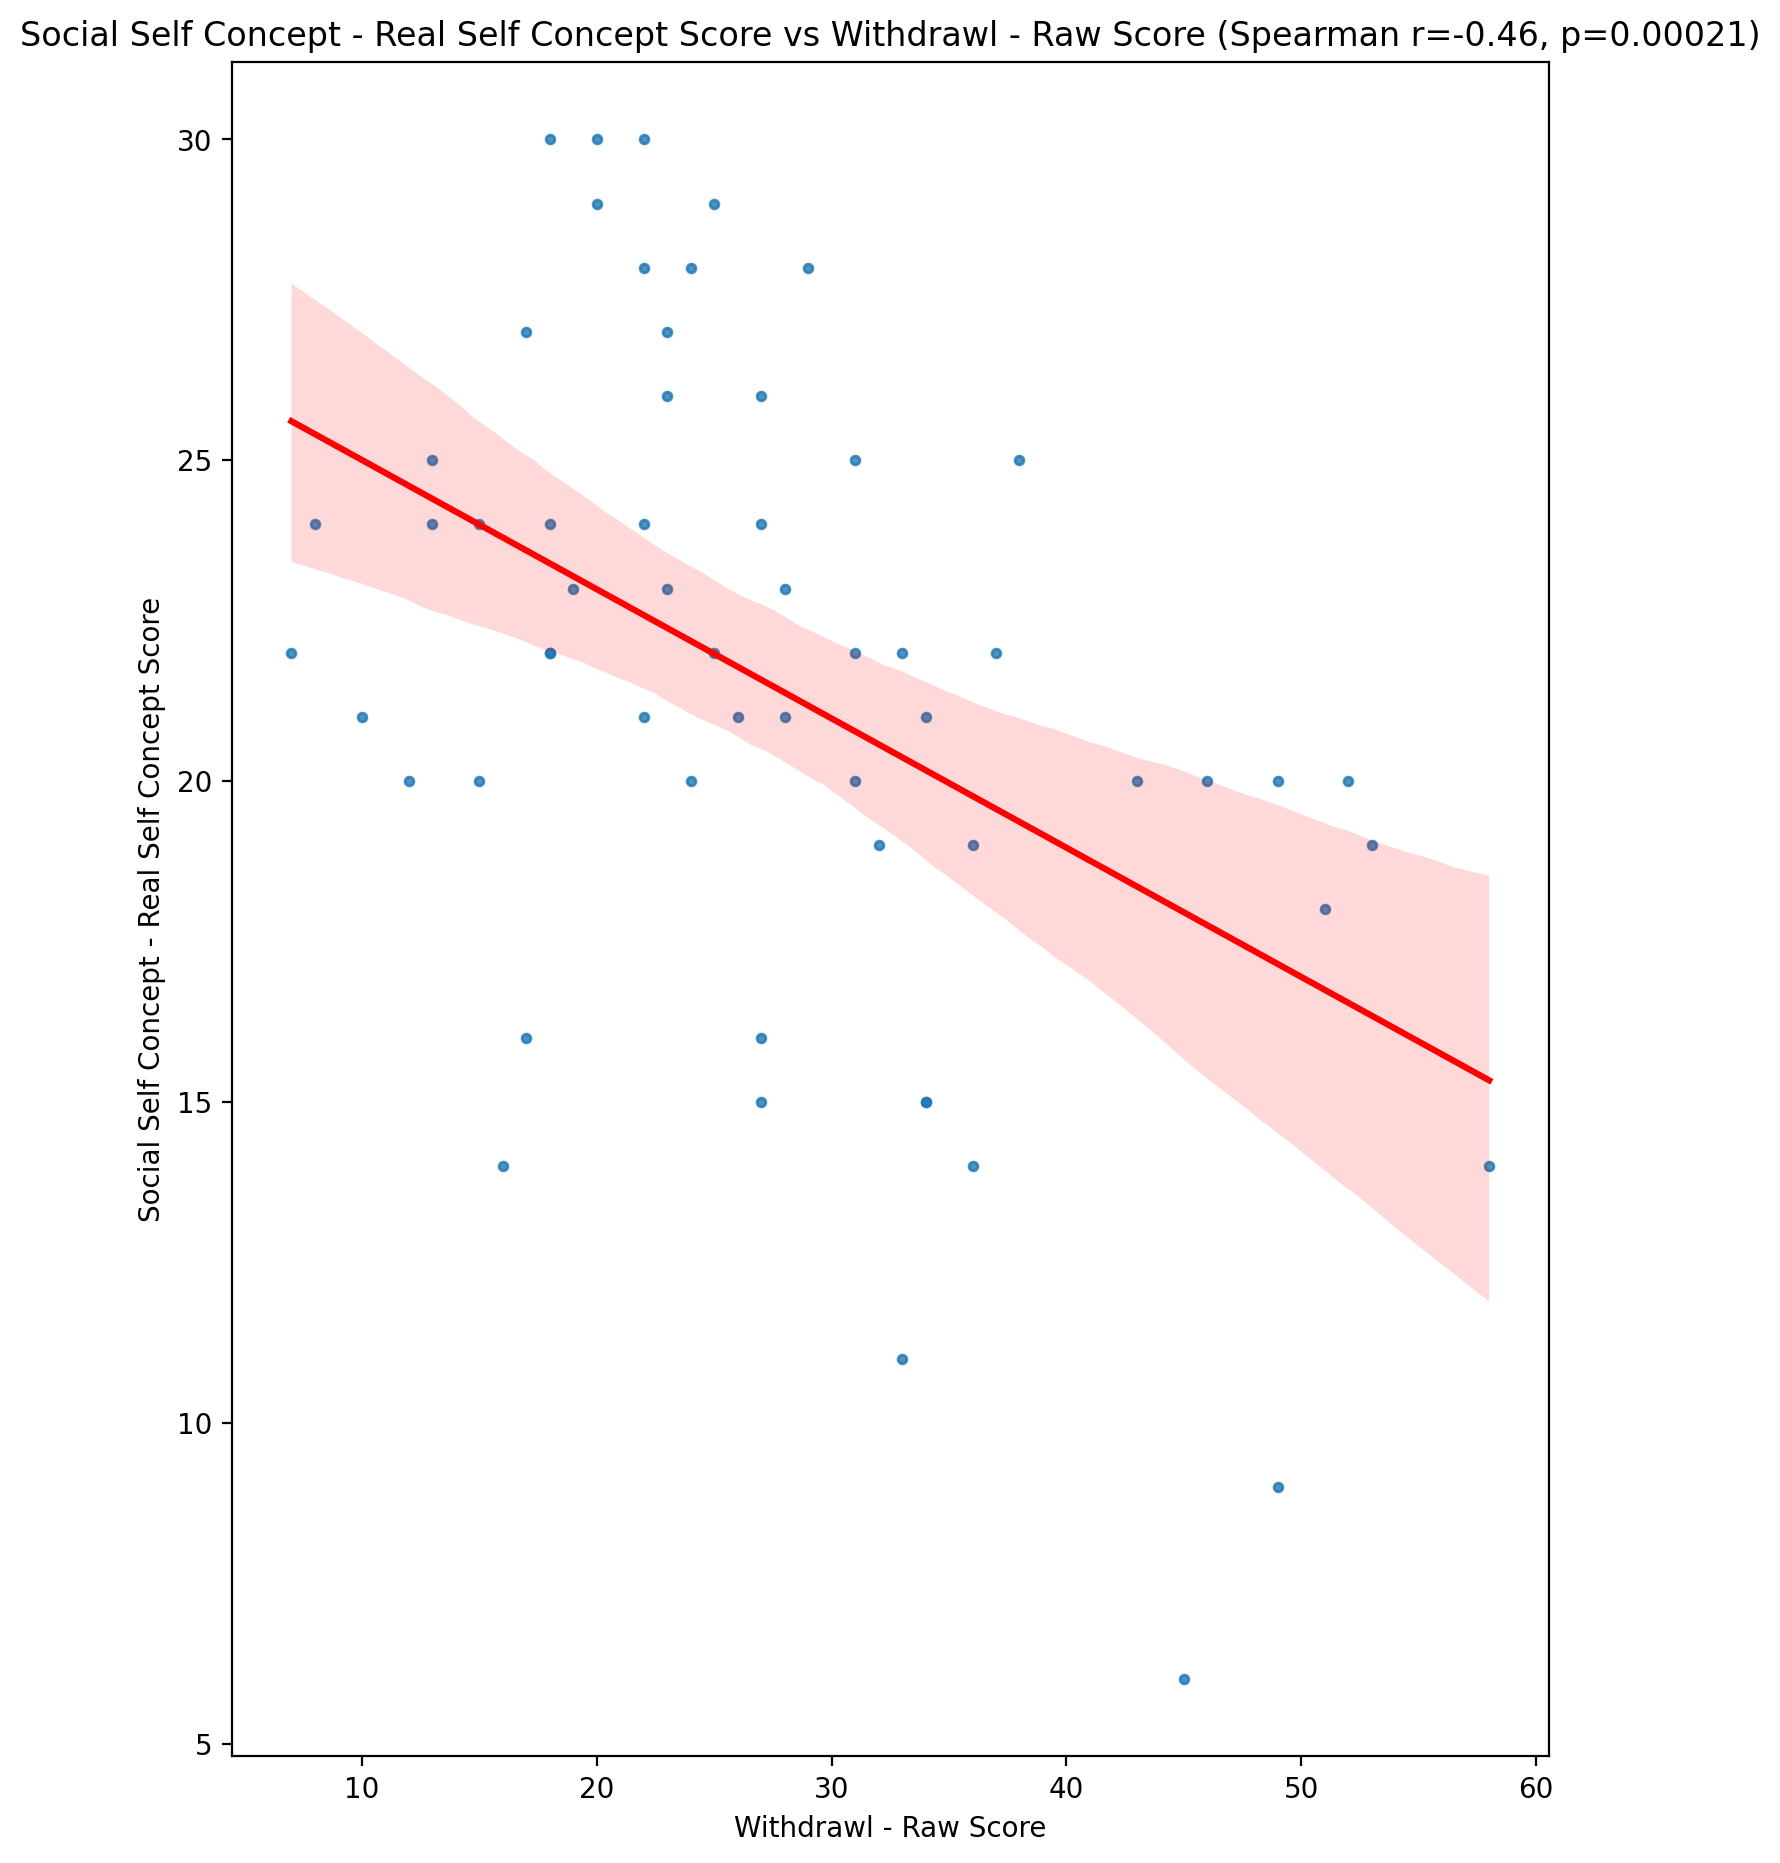 Social Self Concept - Real Self Concept Score vs Withdrawl - Raw Score (Spearman r=-0.46, p=0.00021)
Social Self Concept - Real Self Concept Score
30
25
20
15
10
5
10 20 30 40 50 60
Withdrawl - Raw Score